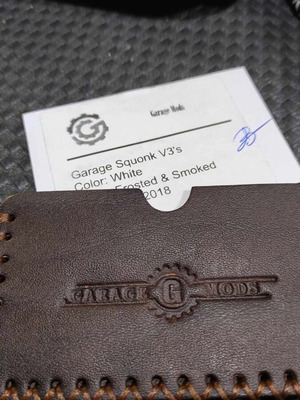 G
Garage Mods
Garage Squonk V3's
Color: White
Frosted & Smoked
2018
GARAGE G MODS